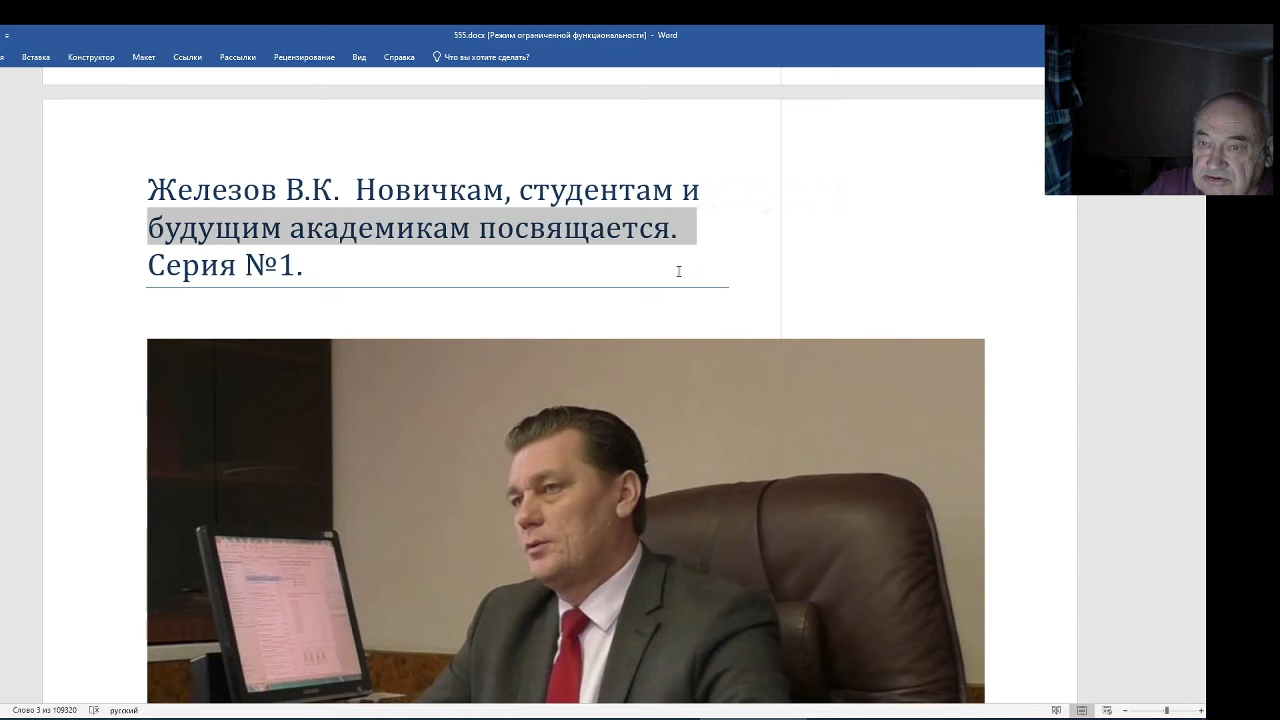 555.docx [Режим ограниченной функциональности] - Word
я Вставка Конструктор Макет Ссылки Рассылки Рецензирование Вид Справка Что вы хотите сделать?
Железов В.К. Новичкам, студентам и
будущим академикам посвящается.
Серия №1.
Слово 3 из 109320 русский